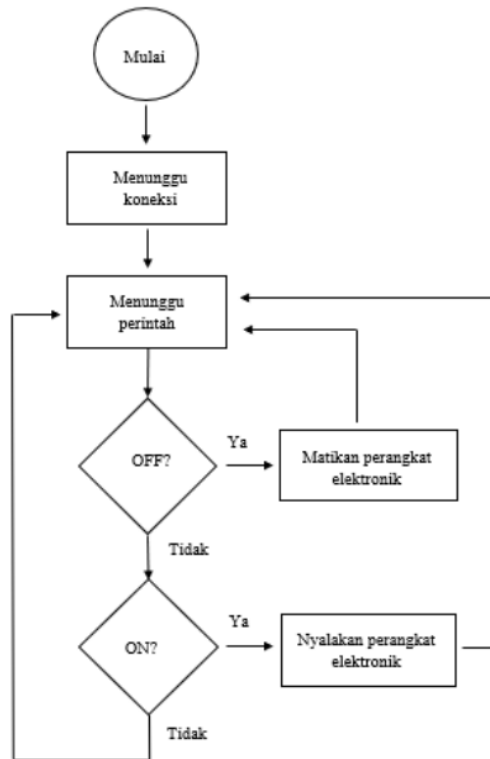 Mulai
Menunggu
koneksi
Menunggu
perintah
OFF?
Ya
Matikan perangkat
elektronik
Tidak
ON?
Ya
Nyalakan perangkat
elektronik
Tidak